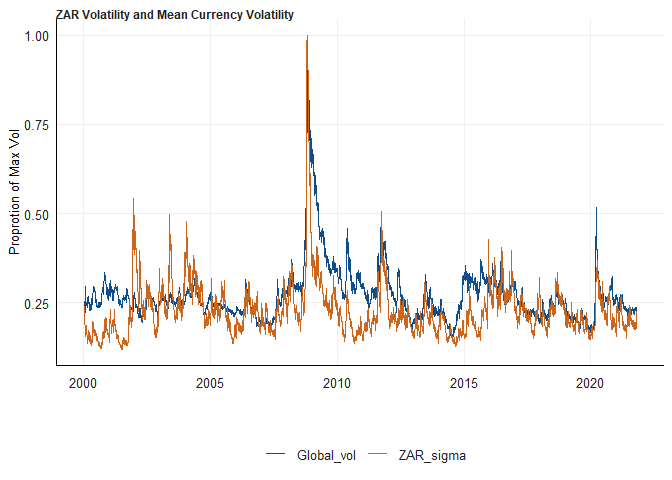 ZAR Volatility and Mean Currency Volatility
Proprotion of Max Vol
1.00
0.75
0.50
0.25
2000
2005
2010
2015
2020
Global_vol
ZAR_sigma